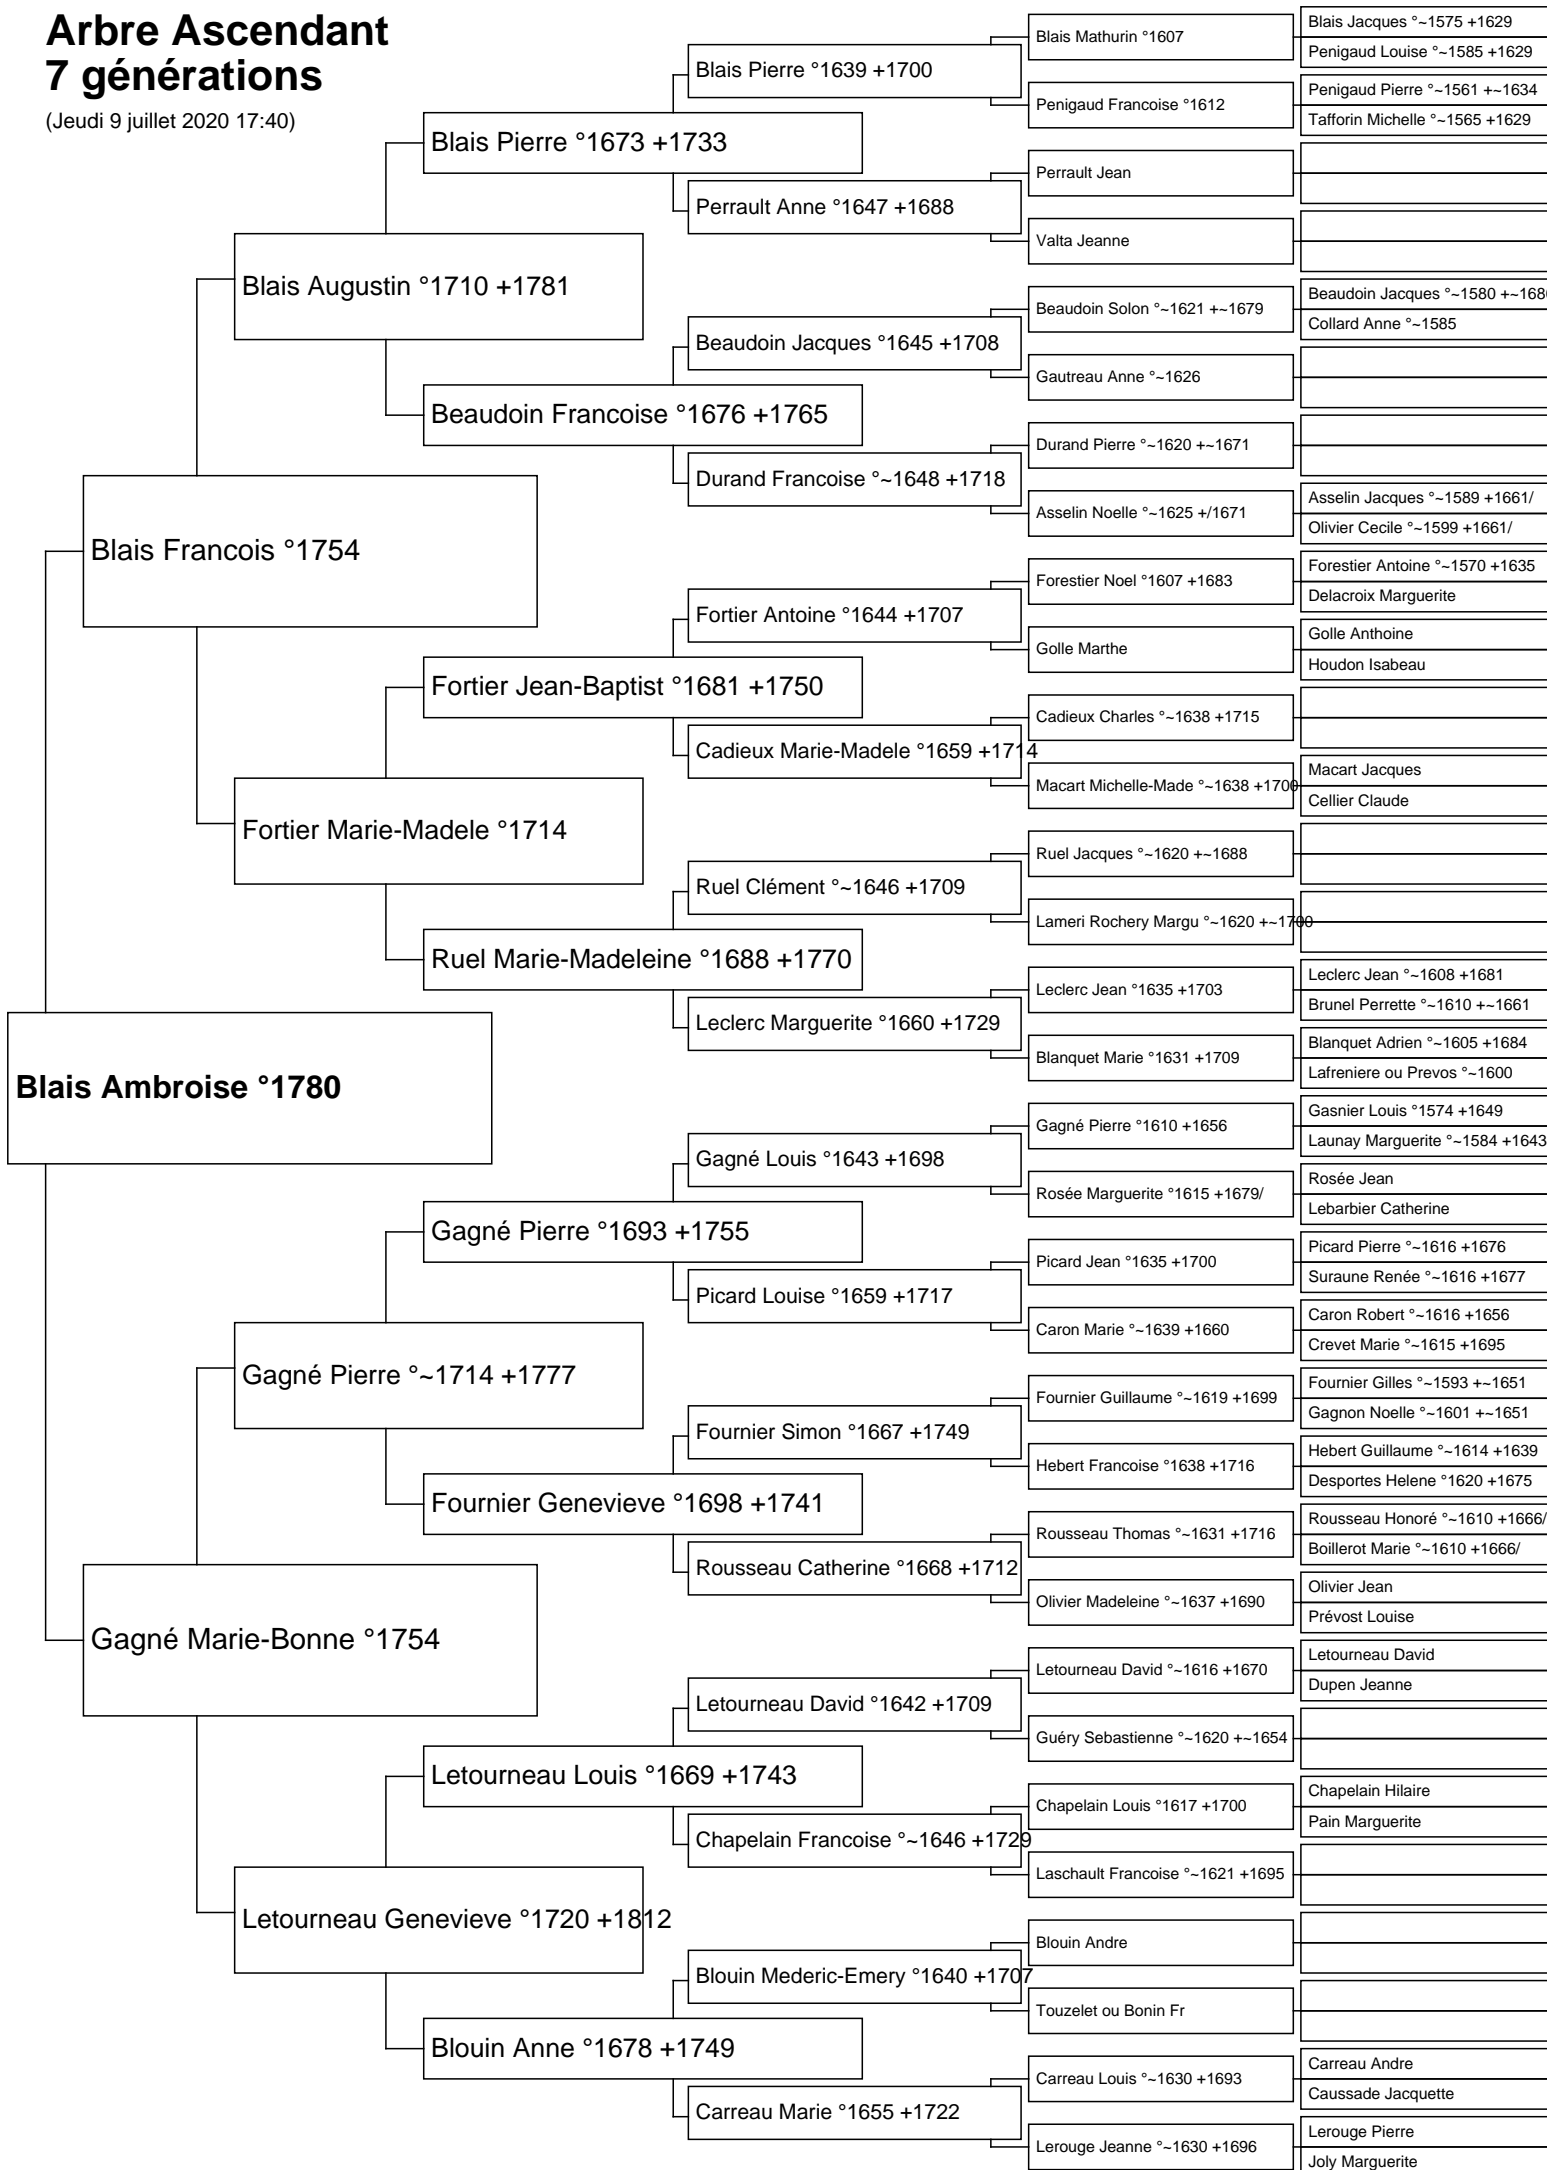 Arbre Ascendant
7 générations
(Jeudi 9 juillet 2020 17:40)
Blais Ambroise °1780
Blais Francois °1754
Gagné Marie-Bonne °1754
Blais Augustin °1710 +1781
Fortier Marie-Madele °1714
Gagné Pierre °~1714 +1777
Letourneau Genevieve °1720 +1812
Blais Pierre °1673 +1733
Beaudoin Francoise °1676 +1765
Fortier Jean-Baptist °1681 +1750
Ruel Marie-Madeleine °1688 +1770
Gagné Pierre °1693 +1755
Fournier Genevieve °1698 +1741
Letourneau Louis °1669 +1743
Blouin Anne °1678 +1749
Blais Pierre °1639 +1700
Perrault Anne °1647 +1688
Beaudoin Jacques °1645 +1708
Durand Francoise °~1648 +1718
Fortier Antoine °1644 +1707
Cadieux Marie-Madele °1659 +1714
Ruel Clément °~1646 +1709
Leclerc Marguerite °1660 +1729
Gagné Louis °1643 +1698
Picard Louise °1659 +1717
Fournier Simon °1667 +1749
Rousseau Catherine °1668 +1712
Letourneau David °1642 +1709
Chapelain Francoise °~1646 +1729
Blouin Mederic-Emery °1640 +1707
Carreau Marie °1655 +1722
Blais Mathurin °1607
Penigaud Francoise °1612
Perrault Jean
Valta Jeanne
Beaudoin Solon °~1621 +~1679
Gautreau Anne °~1626
Durand Pierre °~1620 +~1671
Asselin Noelle °~1625 +/1671
Forestier Noel °1607 +1683
Golle Marthe
Cadieux Charles °~1638 +1715
Macart Michelle-Made °~1638 +1700
Ruel Jacques °~1620 +~1688
Lameri Rochery Margu °~1620 +~1700
Leclerc Jean °1635 +1703
Blanquet Marie °1631 +1709
Gagné Pierre °1610 +1656
Rosée Marguerite °1615 +1679/
Picard Jean °1635 +1700
Caron Marie °~1639 +1660
Fournier Guillaume °~1619 +1699
Hebert Francoise °1638 +1716
Rousseau Thomas °~1631 +1716
Olivier Madeleine °~1637 +1690
Letourneau David °~1616 +1670
Guéry Sebastienne °~1620 +~1654
Chapelain Louis °1617 +1700
Laschault Francoise °~1621 +1695
Blouin Andre
Touzelet ou Bonin Fr
Carreau Louis °~1630 +1693
Lerouge Jeanne °~1630 +1696
Blais Jacques °~1575 +1629
Penigaud Louise °~1585 +1629
Penigaud Pierre °~1561 +~1634
Tafforin Michelle °~1565 +1629
Beaudoin Jacques °~1580 +~168
Collard Anne °~1585
Asselin Jacques °~1589 +1661/
Olivier Cecile °~1599 +1661/
Forestier Antoine °~1570 +1635
Delacroix Marguerite
Golle Anthoine
Houdon Isabeau
Macart Jacques
Cellier Claude
Leclerc Jean °~1608 +1681
Brunel Perrette °~1610 +~1661
Blanquet Adrien °~1605 +1684
Lafreniere ou Prevos °~1600
Gasnier Louis °1574 +1649
Launay Marguerite °~1584 +1643
Rosée Jean
Lebarbier Catherine
Picard Pierre °~1616 +1676
Suraune Renée °~1616 +1677
Caron Robert °~1616 +1656
Crevet Marie °~1615 +1695
Fournier Gilles °~1593 +~1651
Gagnon Noelle °~1601 +~1651
Hebert Guillaume °~1614 +1639
Desportes Helene °1620 +1675
Rousseau Honoré °~1610 +1666/
Boillerot Marie °~1610 +1666/
Olivier Jean
Prévost Louise
Letourneau David
Dupen Jeanne
Chapelain Hilaire
Pain Marguerite
Carreau Andre
Caussade Jacquette
Lerouge Pierre
Joly Marguerite